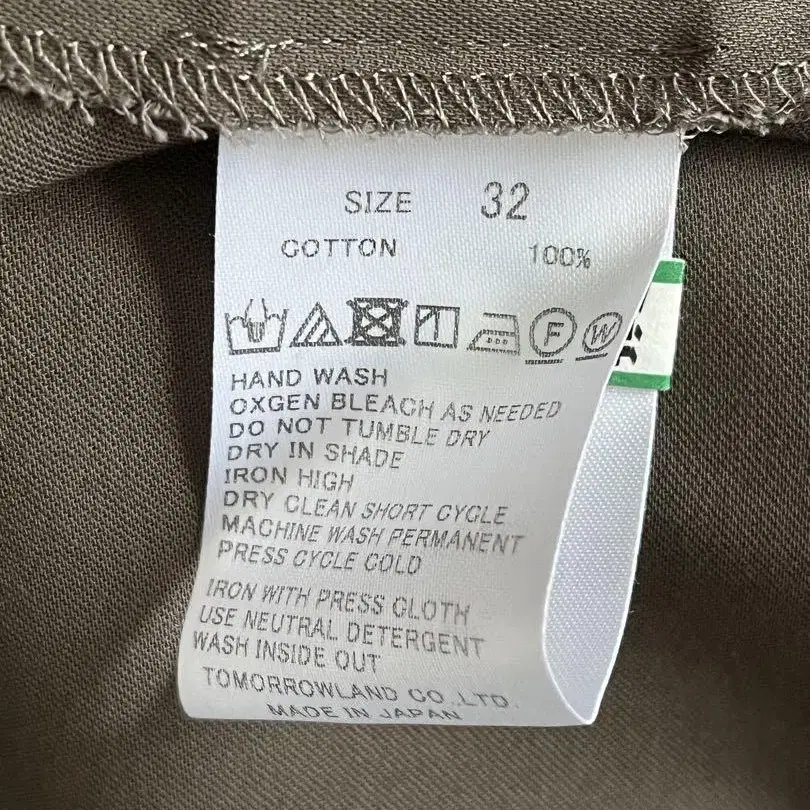 SIZE 32
COTTON 100%
F W
HAND WASH
OXGEN BLEACH AS NEEDED
DO NOT TUMBLE DRY
DRY IN SHADE
IRON HIGH
DRY CLEAN SHORT CYCLE
MACHINE WASH PERMANENT
PRESS CYCLE COLD
IRON WITH PRESS CLOTH
USE NEUTRAL DETERGENT
WASH INSIDE OUT
TOMORROWLAND CO.,LTD.
MADE IN JAPAN